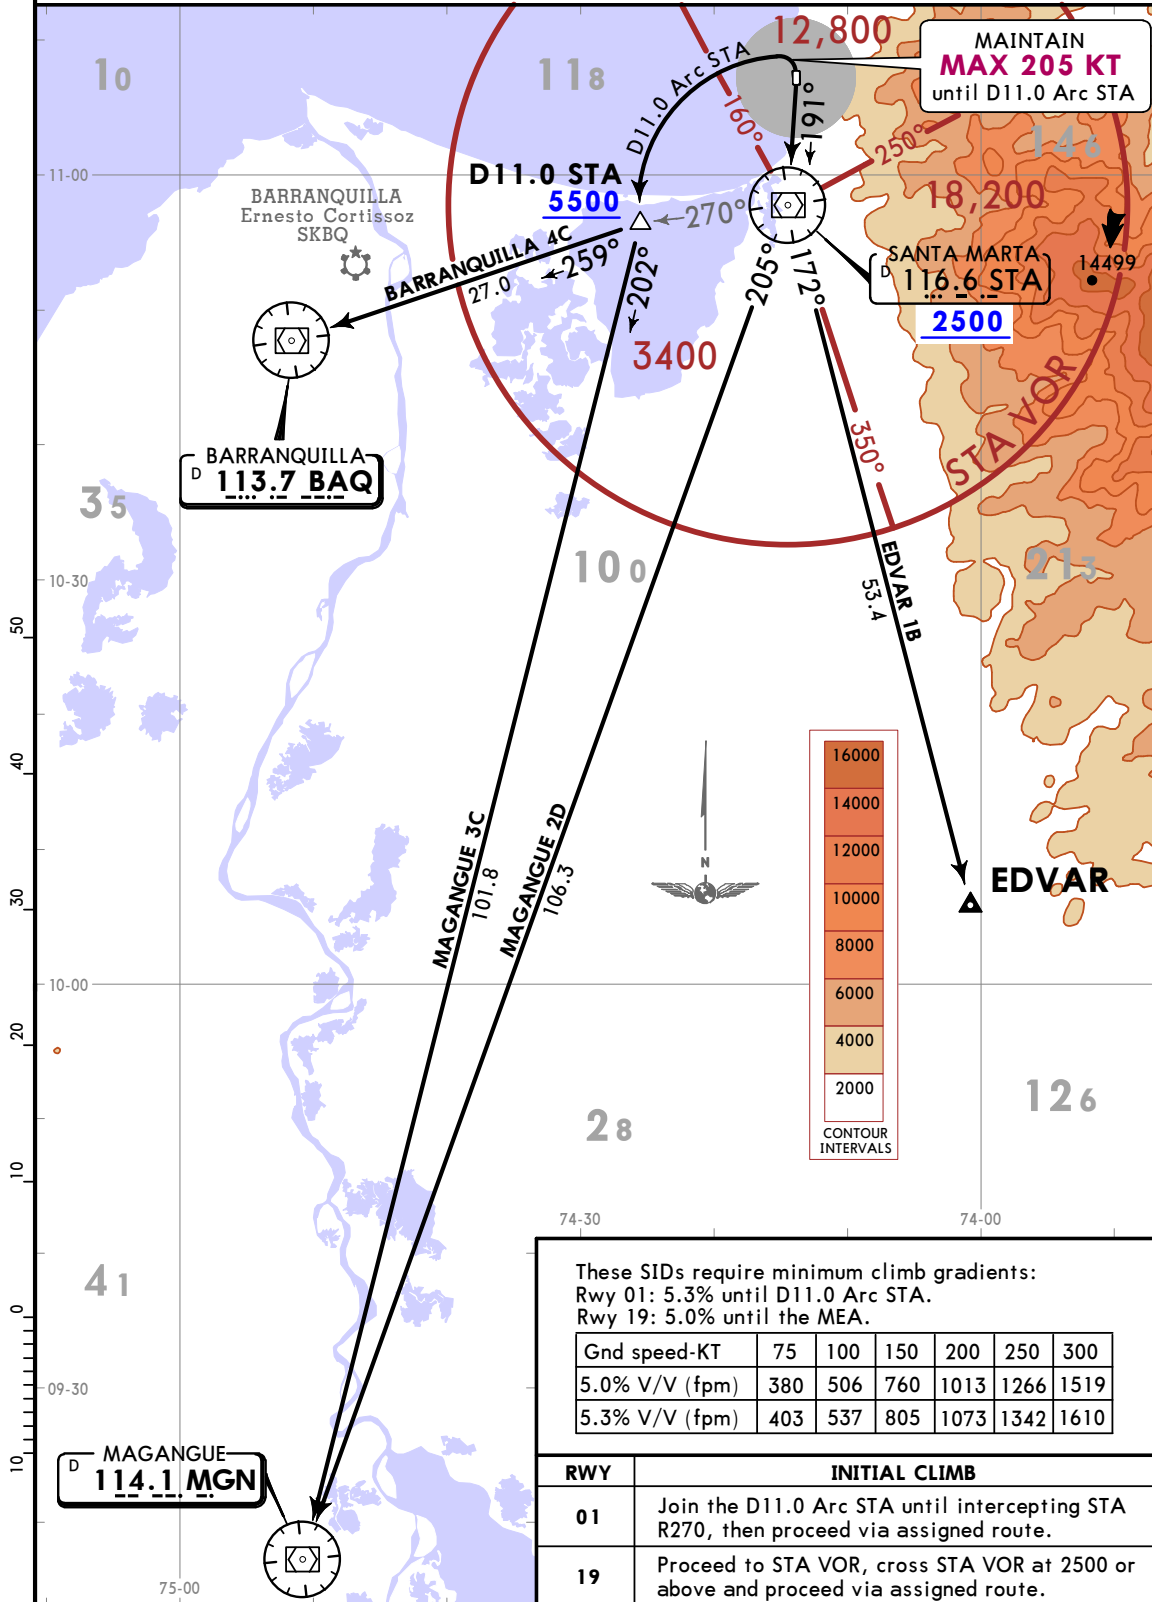 12,800
MAINTAIN
MAX 205 KT
until D11.0 Arc STA
10
118
D11.0 Arc STA
160°
191°
250°
146
11-00
BARRANQUILLA
Ernesto Cortissoz
SKBQ
D11.0 STA
5500
270°
18,200
BARRANQUILLA 4C
27.0
259°
202°
205°
172°
SANTA MARTA
D 116.6 STA
2500
14499
3400
350°
STA VOR
BARRANQUILLA
D 113.7 BAQ
35
100
213
10-30
EDVAR 1B
53.4
50
40
30
20
10
0
10
MAGANGUE 3C
101.8
MAGANGUE 2D
106.3
N
16000
14000
12000
10000
8000
6000
4000
2000
CONTOUR
INTERVALS
EDVAR
10-00
28
126
74-30
74-00
41
09-30
These SIDs require minimum climb gradients:
Rwy 01: 5.3% until D11.0 Arc STA.
Rwy 19: 5.0% until the MEA.
Gnd speed-KT 75 100 150 200 250 300
5.0% V/V (fpm) 380 506 760 1013 1266 1519
5.3% V/V (fpm) 403 537 805 1073 1342 1610
MAGANGUE
D 114.1 MGN
75-00
RWY INITIAL CLIMB
01 Join the D11.0 Arc STA until intercepting STA
R270, then proceed via assigned route.
19 Proceed to STA VOR, cross STA VOR at 2500 or
above and proceed via assigned route.